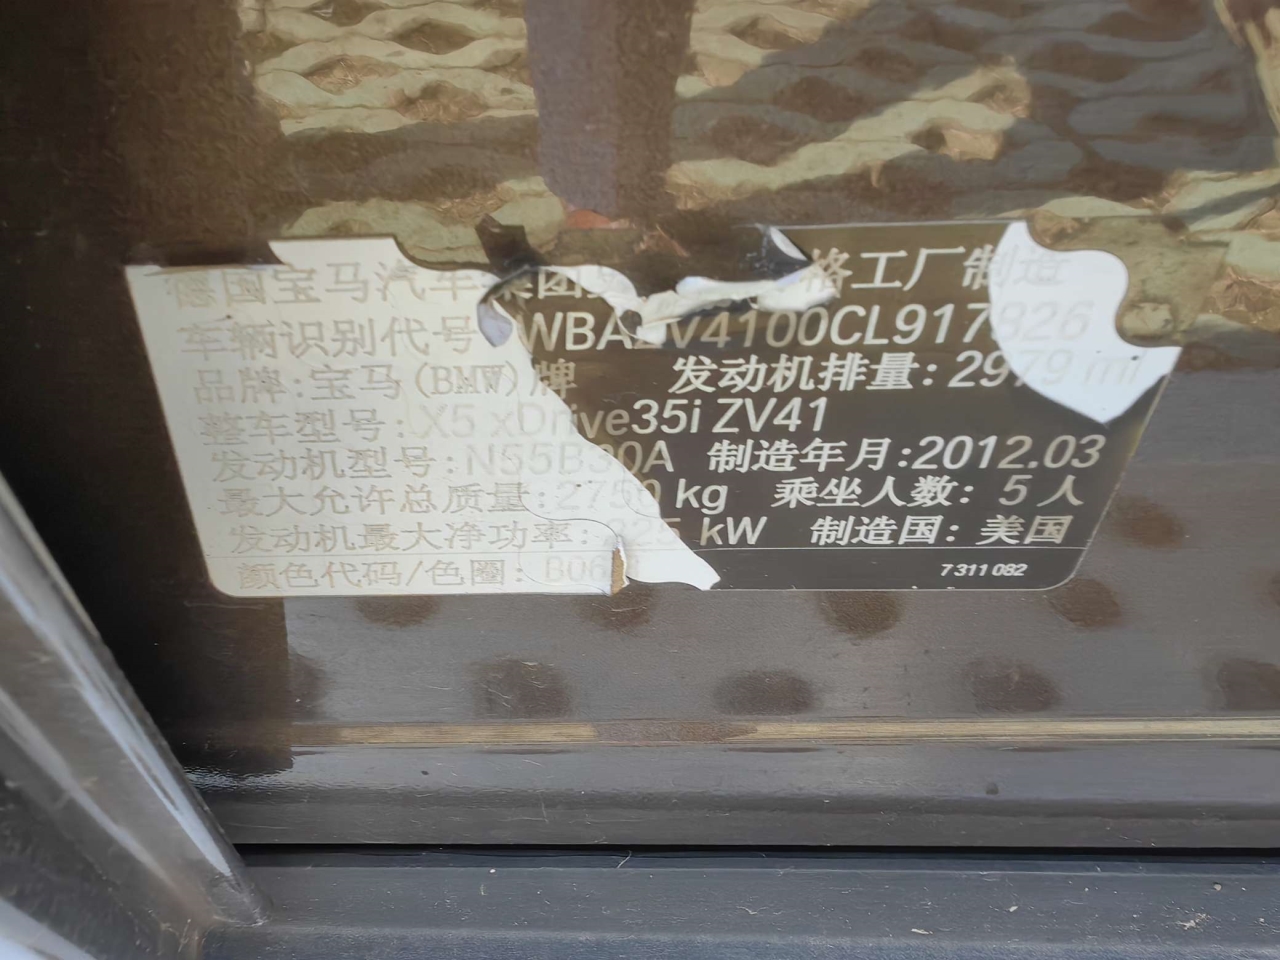 德国宝马汽车集团 格工厂制造
车辆识别代号 WBAZV4100CL917826
品牌:宝马(BMW)牌 发动机排量: 2979 ml
整车型号:X5 xDrive35i ZV41
发动机型号:N55B30A 制造年月:2012.03
最大允许总质量:2750 kg 乘坐人数: 5 人
发动机最大净功率:225 kW 制造国: 美国
颜色代码/色圈:
7 311 082